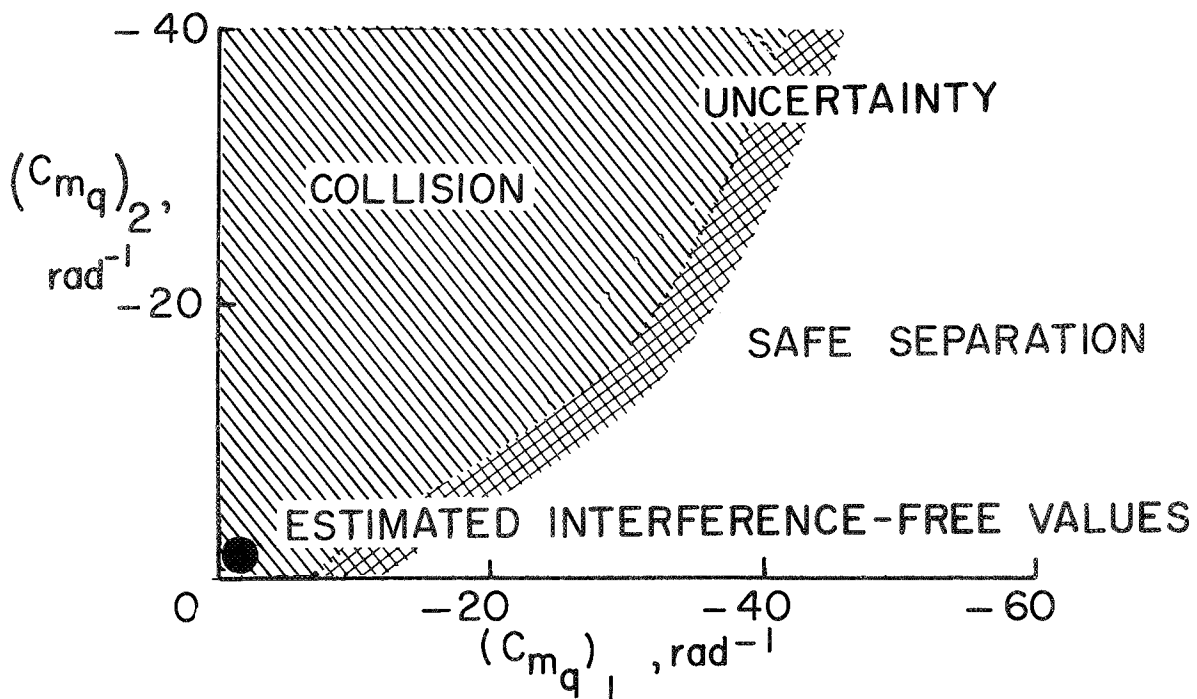 -40
UNCERTAINTY
(Cmq)2,
rad-1
COLLISION
-20
SAFE SEPARATION
ESTIMATED INTERFERENCE-FREE VALUES
0
-20
-40
-60
(Cmq)1, rad-1